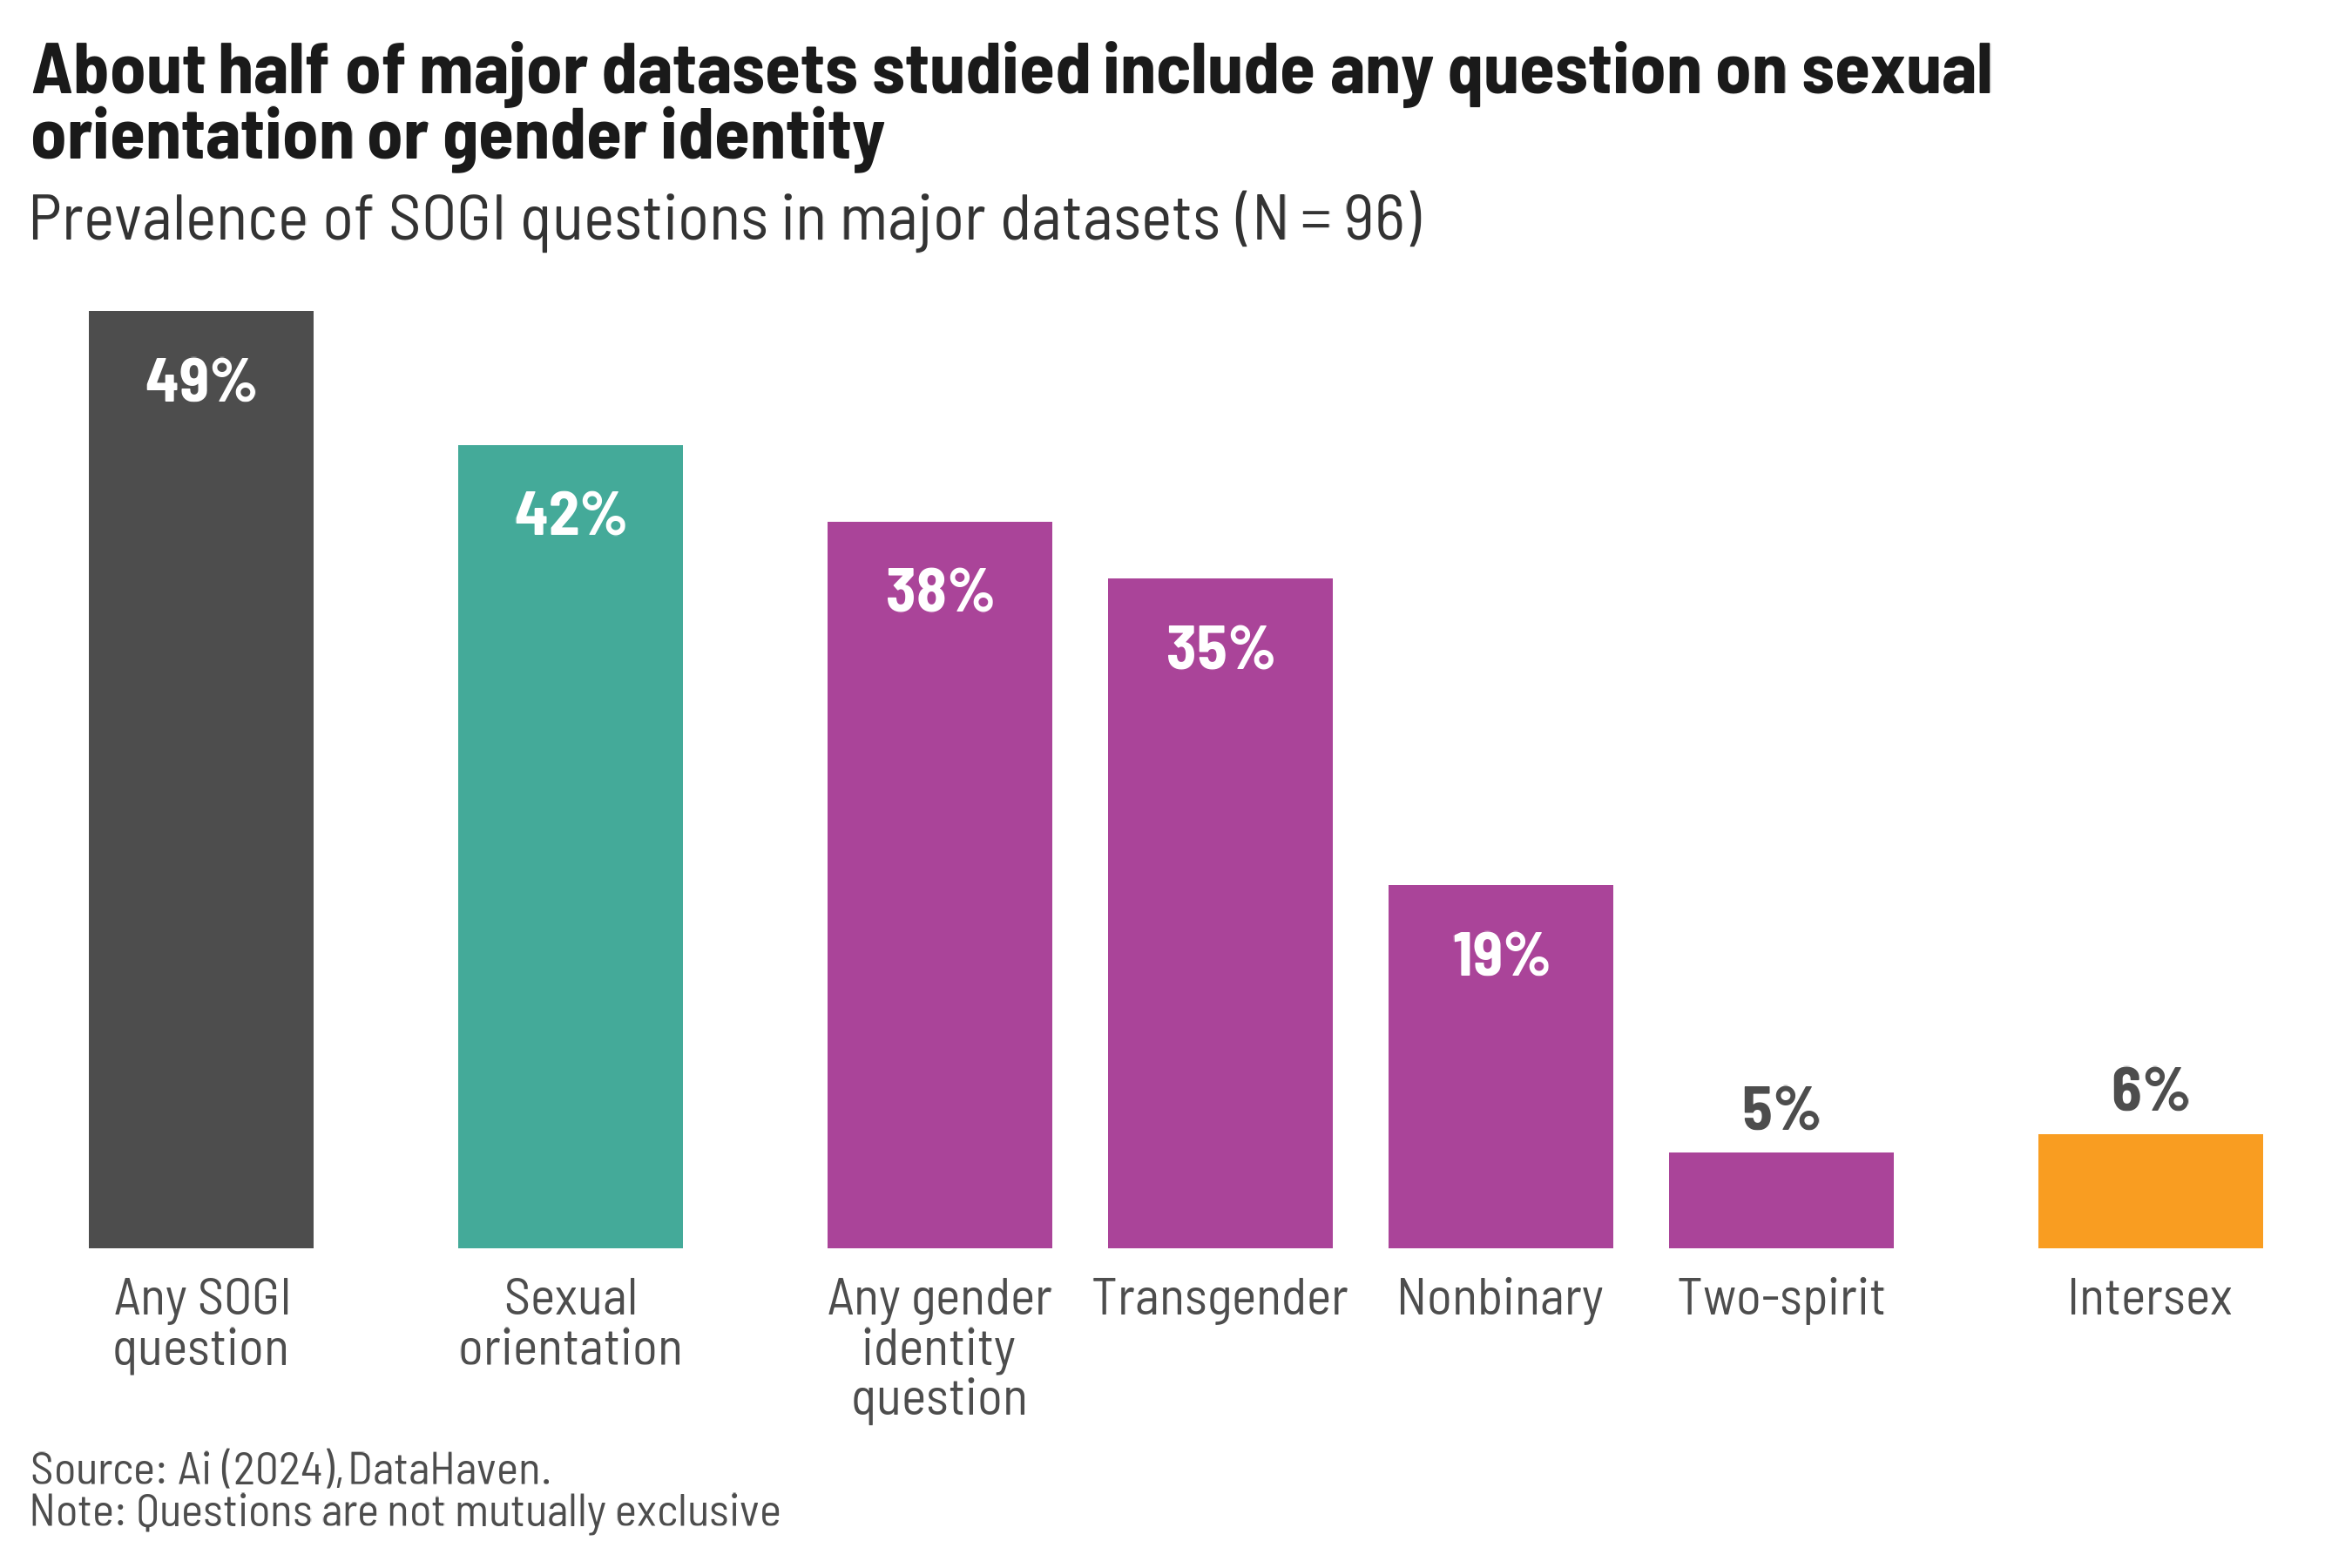 About half of major datasets studied include any question on sexual
orientation or gender identity
Prevalence of SOGI questions in major datasets (N = 96)
49%
42%
38%
35%
19%
5%
6%
Any SOGI
question
Sexual
orientation
Any gender
identity
question
Transgender
Nonbinary
Two-spirit
Intersex
Source: Ai (2024), DataHaven.
Note: Questions are not mutually exclusive